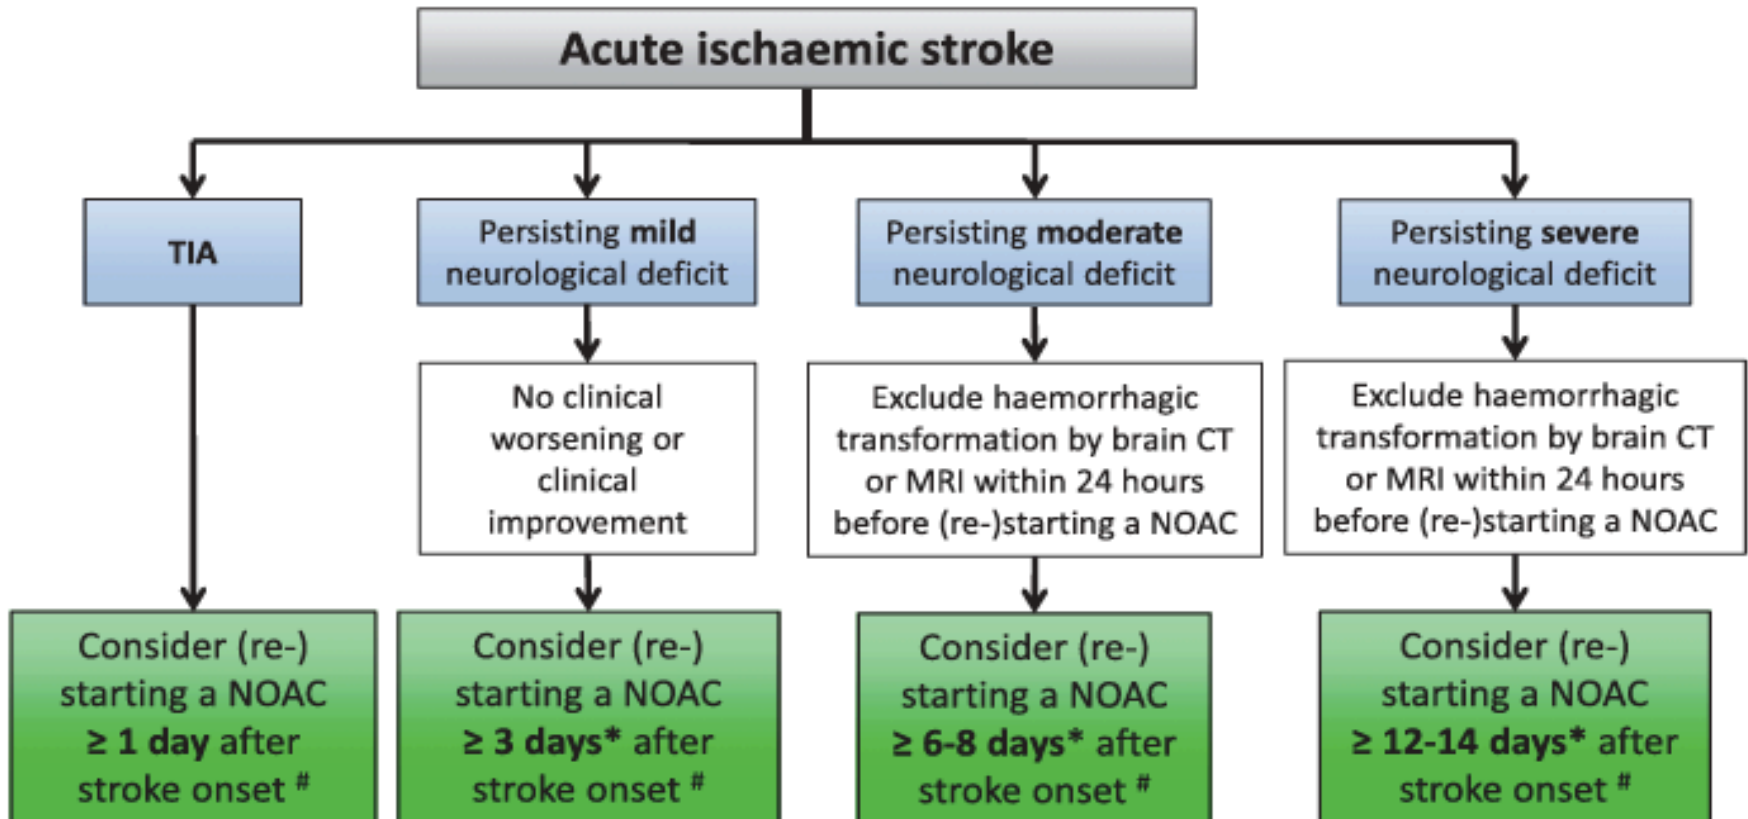 Acute ischaemic stroke
TIA
Persisting mild
neurological deficit
Persisting moderate
neurological deficit
Persisting severe
neurological deficit
No clinical
worsening or
clinical
improvement
Exclude haemorrhagic
transformation by brain CT
or MRI within 24 hours
before (re-)starting a NOAC
Exclude haemorrhagic
transformation by brain CT
or MRI within 24 hours
before (re-)starting a NOAC
Consider (re-)
starting a NOAC
≥ 1 day after
stroke onset #
Consider (re-)
starting a NOAC
≥ 3 days* after
stroke onset #
Consider (re-)
starting a NOAC
≥ 6-8 days* after
stroke onset #
Consider (re-)
starting a NOAC
≥ 12-14 days* after
stroke onset #